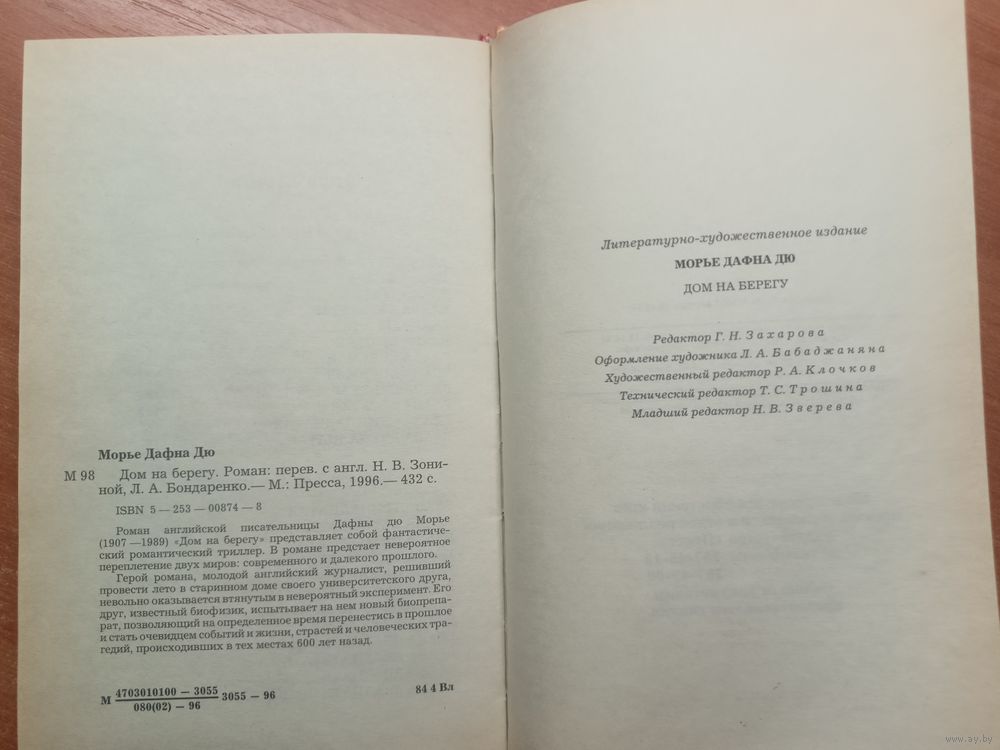 Морье Дафна Дю
М 98 Дом на берегу. Роман: перев. с англ. Н. В. Зони-
ной, Л. А. Бондаренко.— М.: Пресса, 1996.— 432 с.
ISBN 5 — 253 — 00874 — 8
Роман английской писательницы Дафны дю Морье
(1907 —1989) «Дом на берегу» представляет собой фантастиче-
ский романтический триллер. В романе предстает невероятное
переплетение двух миров: современного и далекого прошлого.
Герой романа, молодой английский журналист, решивший
провести лето в старинном доме своего университетского друга,
невольно оказывается втянутым в невероятный эксперимент. Его
друг, известный биофизик, испытывает на нем новый биопрепа-
рат, позволяющий на определенное время перенестись в прошлое
и стать очевидцем событий и жизни, страстей и человеческих тра-
гедий, происходивших в тех местах 600 лет назад.
М 4703010100 — 3055 3055 — 96
080(02) — 96
84 4 Вл
Литературно-художественное издание
МОРЬЕ ДАФНА ДЮ
ДОМ НА БЕРЕГУ
Редактор Г. Н. Захарова
Оформление художника Л. А. Бабаджаняна
Художественный редактор Р. А. Клочков
Технический редактор Т. С. Трошина
Младший редактор Н. В. Зверева
www.ay.by